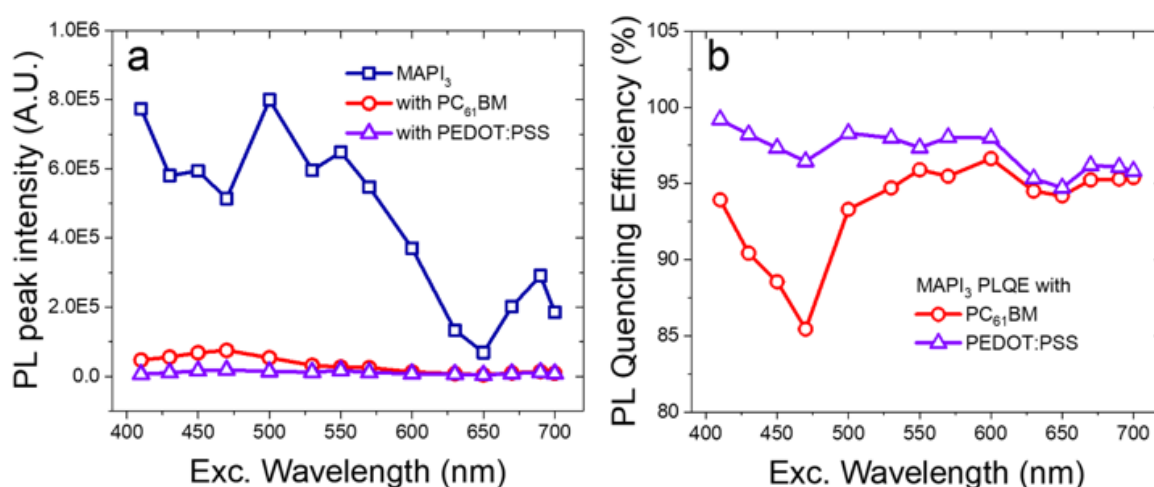 a
PL peak intensity (A.U.)
1.0E6
8.0E5
6.0E5
4.0E5
2.0E5
0.0
MAPI₃
with PC₆₁BM
with PEDOT:PSS
400 450 500 550 600 650 700
Exc. Wavelength (nm)
b
PL Quenching Efficiency (%)
105
100
95
90
85
80
MAPI₃ PLQE with
PC₆₁BM
PEDOT:PSS
400 450 500 550 600 650 700
Exc. Wavelength (nm)